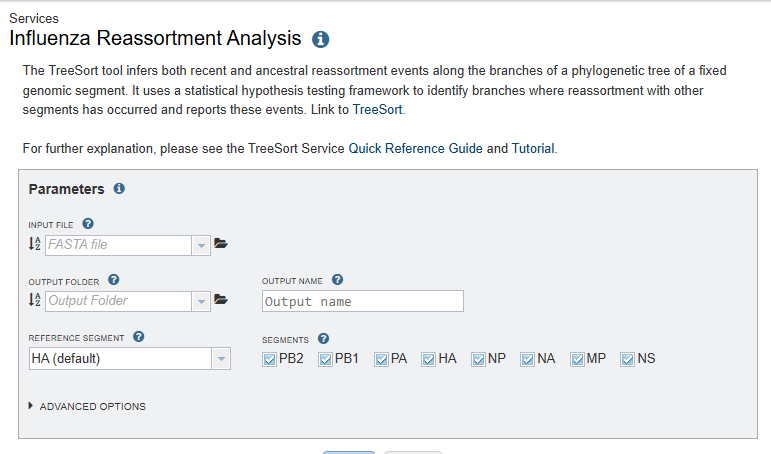 Services
Influenza Reassortment Analysis
The TreeSort tool infers both recent and ancestral reassortment events along the branches of a phylogenetic tree of a fixed
genomic segment. It uses a statistical hypothesis testing framework to identify branches where reassortment with other
segments has occurred and reports these events. Link to TreeSort.
For further explanation, please see the TreeSort Service Quick Reference Guide and Tutorial.
Parameters
INPUT FILE
FASTA file
OUTPUT FOLDER OUTPUT NAME
Output Folder Output name
REFERENCE SEGMENT SEGMENTS
HA (default) PB2 PB1 PA HA NP NA MP NS
ADVANCED OPTIONS